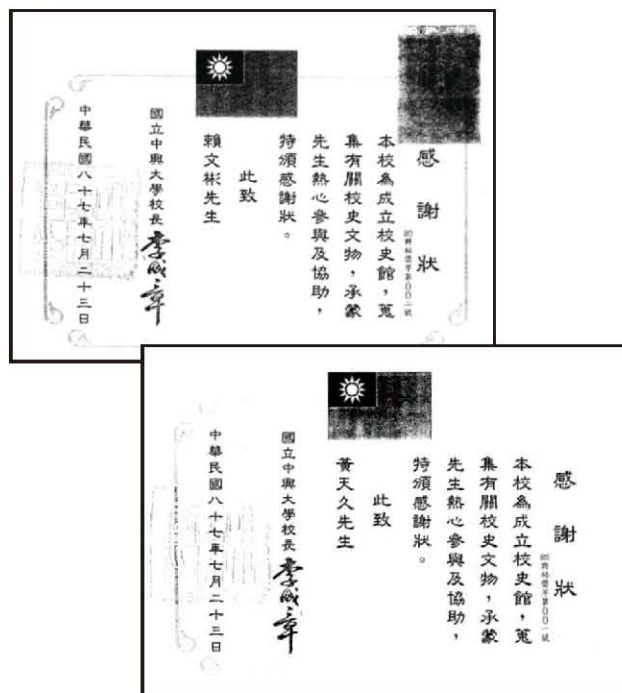 感謝狀
本校為成立校史館，蒐
集有關校史文物，承蒙
先生熱心參與及協助，
特頒感謝狀。
此致
賴文彬先生
國立中興大學校長 李成章
中華民國八十七年七月二十三日
感謝狀
本校為成立校史館，蒐
集有關校史文物，承蒙
先生熱心參與及協助，
特頒感謝狀。
此致
黃天久先生
國立中興大學校長 李成章
中華民國八十七年七月二十三日